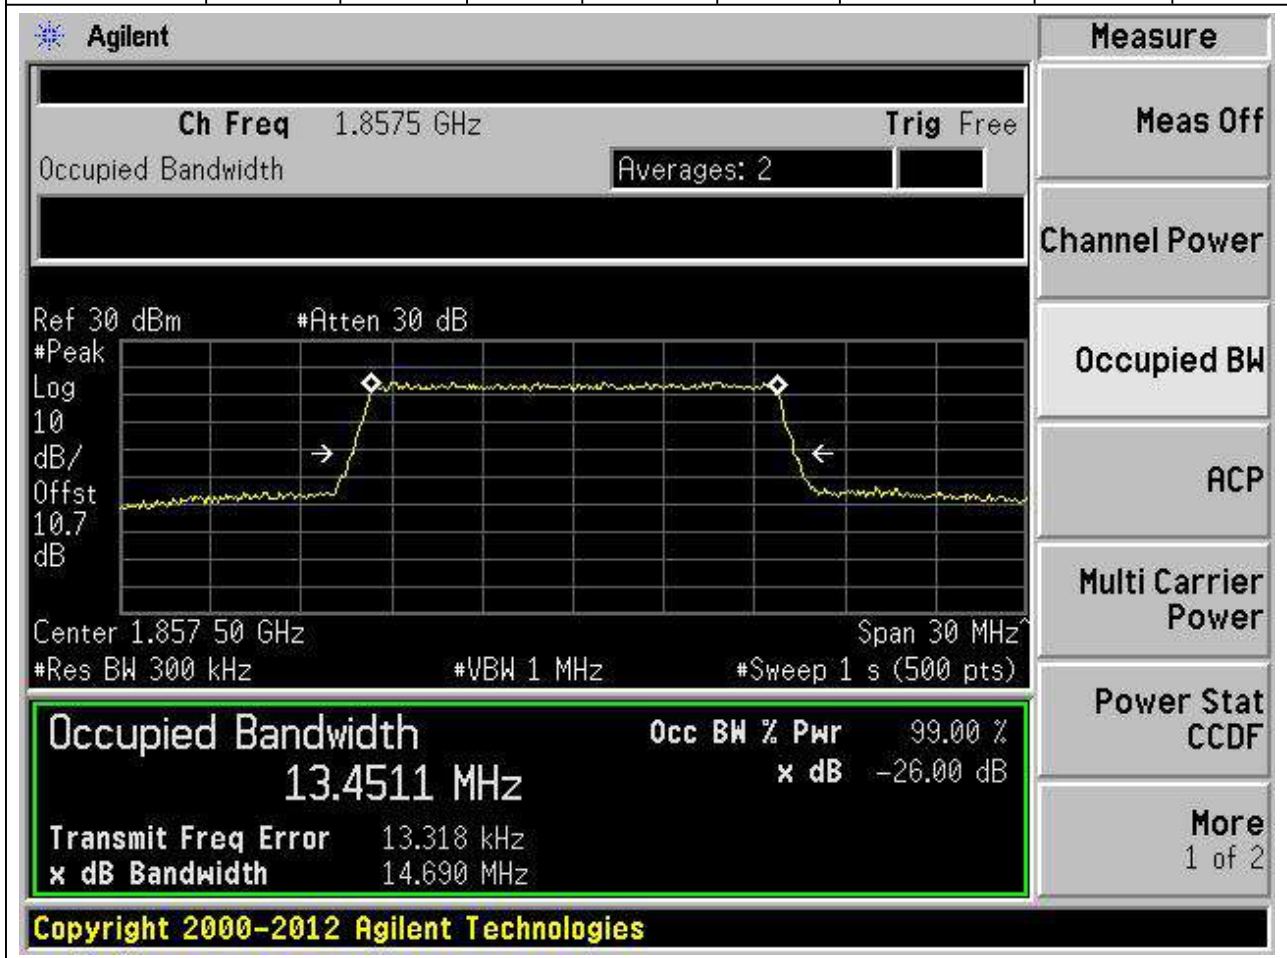 Agilent
Measure
Ch Freq 1.8575 GHz Trig Free
Meas Off
Occupied Bandwidth Averages: 2
Channel Power
Ref 30 dBm #Atten 30 dB
#Peak
Log
10
dB/
Offst
10.7
dB
Occupied BW
ACP
Center 1.857 50 GHz Span 30 MHz^
#Res BW 300 kHz #VBW 1 MHz #Sweep 1 s (500 pts)
Multi Carrier
Power
Occupied Bandwidth Occ BW % Pwr 99.00 %
13.4511 MHz x dB -26.00 dB
Power Stat
CCDF
Transmit Freq Error 13.318 kHz
x dB Bandwidth 14.690 MHz
More
1 of 2
Copyright 2000-2012 Agilent Technologies